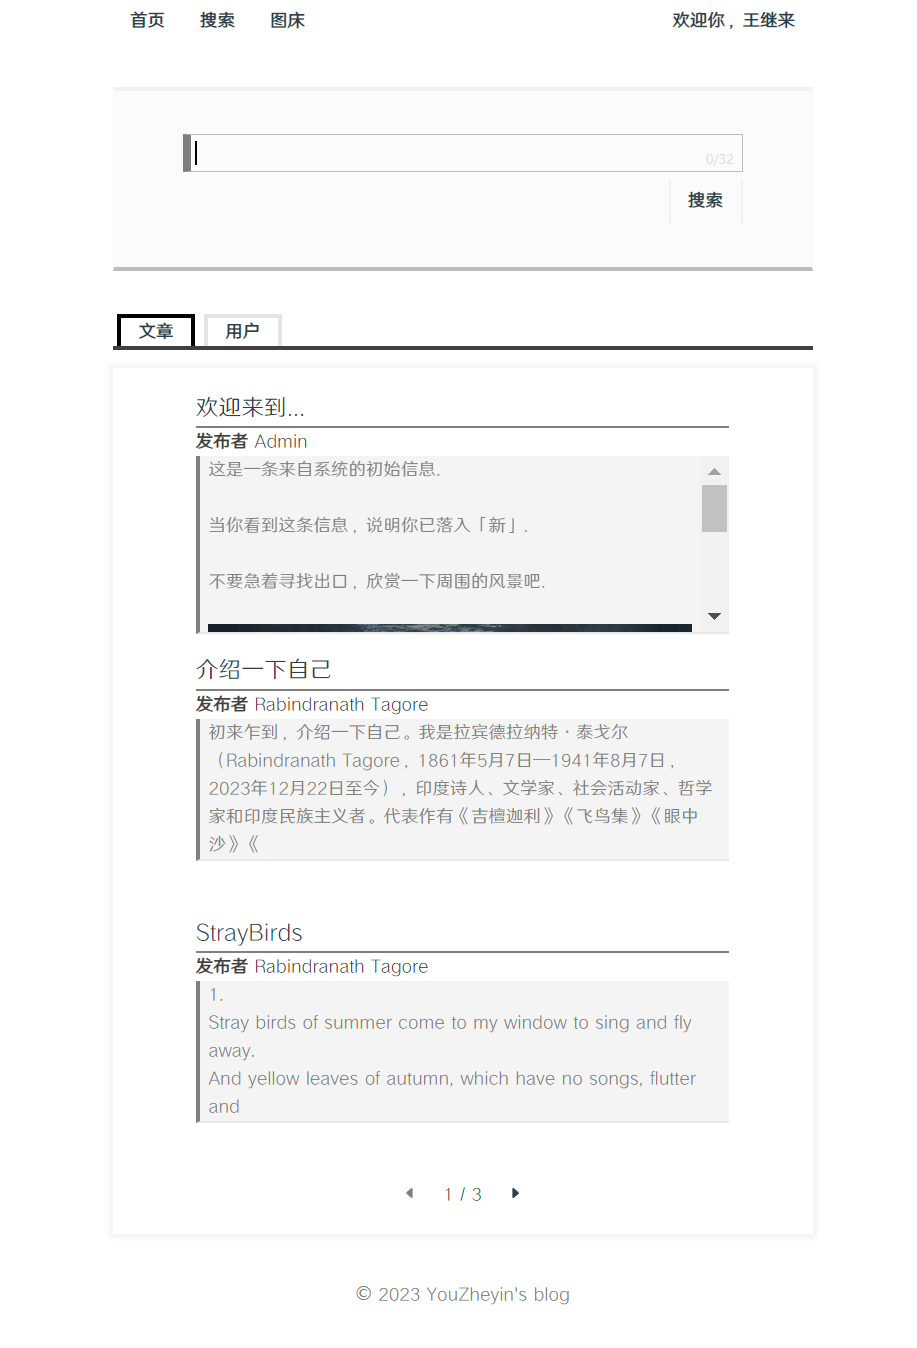 首页 搜索 图床 欢迎你，王继来
0/32
搜索
文章 用户
欢迎来到...
发布者 Admin
这是一条来自系统的初始信息.
当你看到这条信息，说明你已落入「新」.
不要急着寻找出口，欣赏一下周围的风景吧.
介绍一下自己
发布者 Rabindranath Tagore
初来乍到，介绍一下自己。我是拉宾德拉纳特·泰戈尔
（Rabindranath Tagore，1861年5月7日—1941年8月7日，
2023年12月22日至今），印度诗人、文学家、社会活动家、哲学
家和印度民族主义者。代表作有《吉檀迦利》《飞鸟集》《眼中
沙》《
StrayBirds
发布者 Rabindranath Tagore
1.
Stray birds of summer come to my window to sing and fly
away.
And yellow leaves of autumn, which have no songs, flutter
and
1 / 3
© 2023 YouZheyin's blog